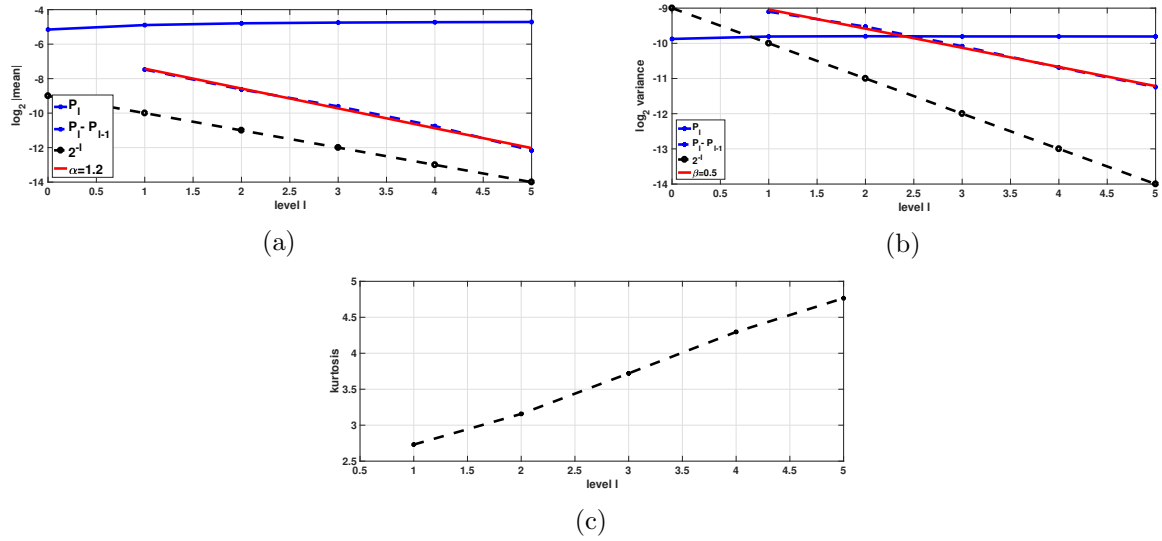 -4
-6
-8
-10
-12
-14
log₂ |mean|
P_l
P_l - P_{l-1}
2^{-l}
α=1.2
0 0.5 1 1.5 2 2.5 3 3.5 4 4.5 5
level l
(a)
-9
-10
-11
-12
-13
-14
log₂ variance
P_l
P_l - P_{l-1}
2^{-l}
β=0.5
0 0.5 1 1.5 2 2.5 3 3.5 4 4.5 5
level l
(b)
5
4.5
4
3.5
3
2.5
kurtosis
0.5 1 1.5 2 2.5 3 3.5 4 4.5 5
level l
(c)